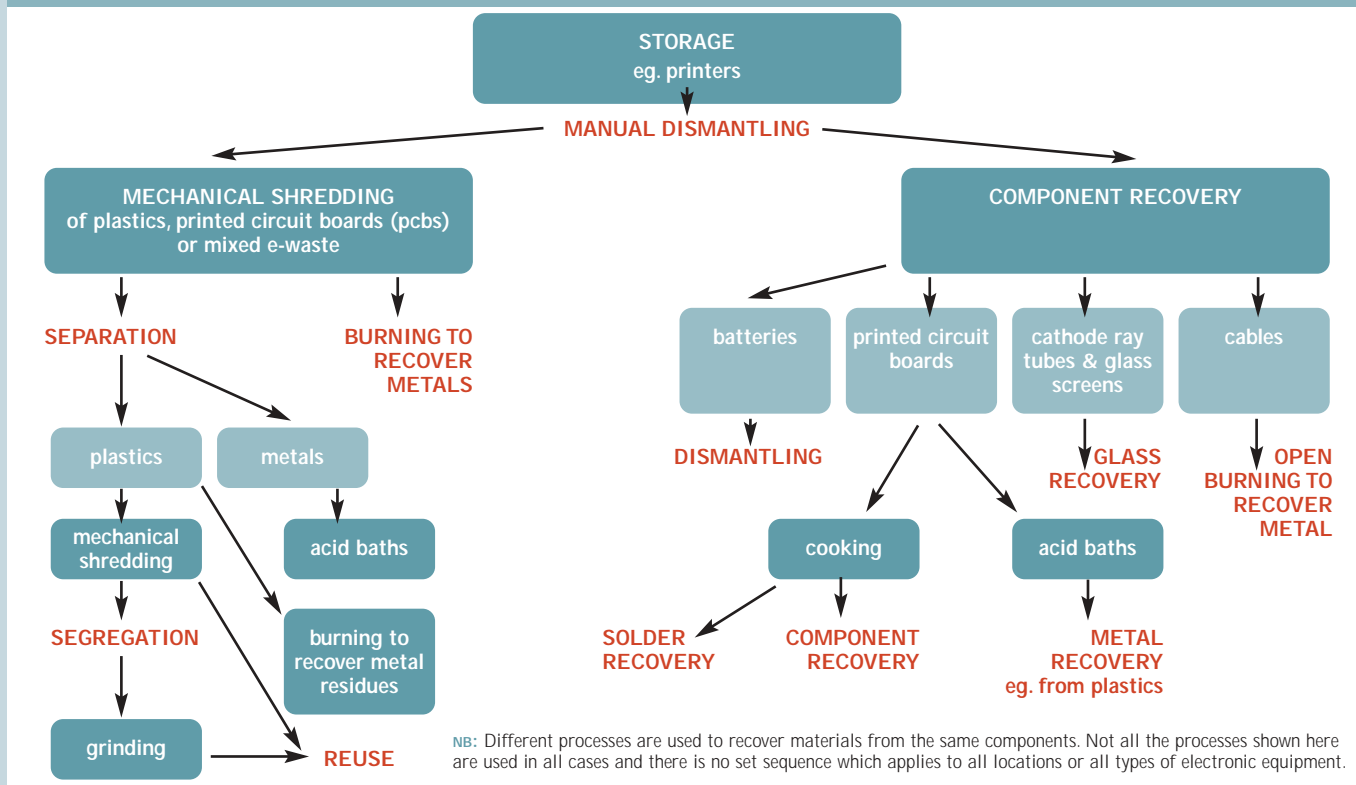 STORAGE
eg. printers
MANUAL DISMANTLING
MECHANICAL SHREDDING
of plastics, printed circuit boards (pcbs)
or mixed e-waste
COMPONENT RECOVERY
SEPARATION
BURNING TO
RECOVER
METALS
batteries
printed circuit
boards
cathode ray
tubes & glass
screens
cables
plastics
metals
DISMANTLING
GLASS
RECOVERY
OPEN
BURNING TO
RECOVER
METAL
mechanical
shredding
acid baths
cooking
acid baths
SEGREGATION
burning to
recover metal
residues
SOLDER
RECOVERY
COMPONENT
RECOVERY
METAL
RECOVERY
eg. from plastics
grinding
REUSE
NB: Different processes are used to recover materials from the same components. Not all the processes shown here
are used in all cases and there is no set sequence which applies to all locations or all types of electronic equipment.